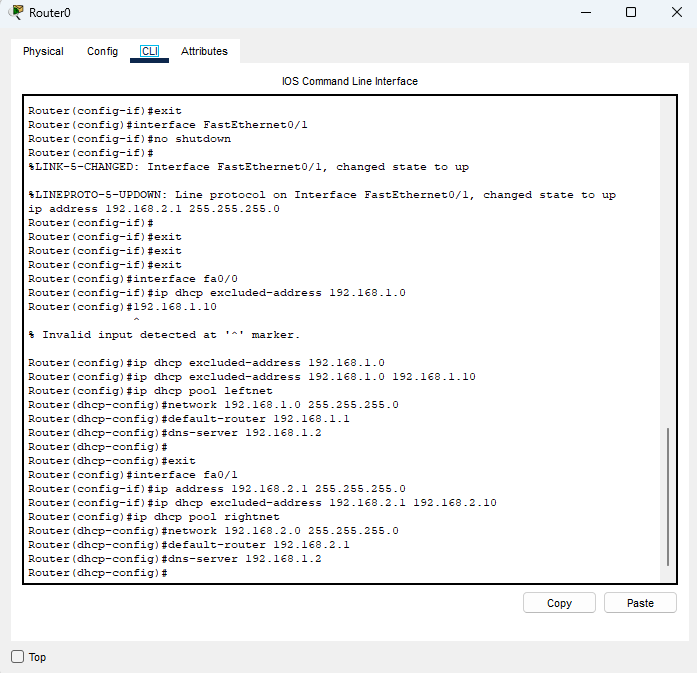 Router0
Physical Config CLI Attributes
IOS Command Line Interface
Router(config-if)#exit
Router(config)#interface FastEthernet0/1
Router(config-if)#no shutdown
Router(config-if)#
%LINK-5-CHANGED: Interface FastEthernet0/1, changed state to up
%LINEPROTO-5-UPDOWN: Line protocol on Interface FastEthernet0/1, changed state to up
ip address 192.168.2.1 255.255.255.0
Router(config-if)#
Router(config-if)#exit
Router(config-if)#exit
Router(config-if)#exit
Router(config)#interface fa0/0
Router(config-if)#ip dhcp excluded-address 192.168.1.0
Router(config)#192.168.1.10
^
% Invalid input detected at '^' marker.
Router(config)#ip dhcp excluded-address 192.168.1.0
Router(config)#ip dhcp excluded-address 192.168.1.0 192.168.1.10
Router(config)#ip dhcp pool leftnet
Router(dhcp-config)#network 192.168.1.0 255.255.255.0
Router(dhcp-config)#default-router 192.168.1.1
Router(dhcp-config)#dns-server 192.168.1.2
Router(dhcp-config)#
Router(dhcp-config)#exit
Router(config)#interface fa0/1
Router(config-if)#ip address 192.168.2.1 255.255.255.0
Router(config-if)#ip dhcp excluded-address 192.168.2.1 192.168.2.10
Router(config)#ip dhcp pool rightnet
Router(dhcp-config)#network 192.168.2.0 255.255.255.0
Router(dhcp-config)#default-router 192.168.2.1
Router(dhcp-config)#dns-server 192.168.1.2
Router(dhcp-config)#
Copy Paste
Top